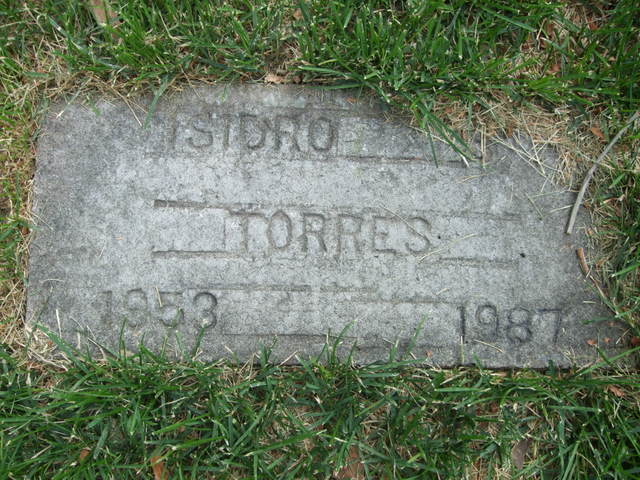 ISIDRO
TORRES
1953 1987